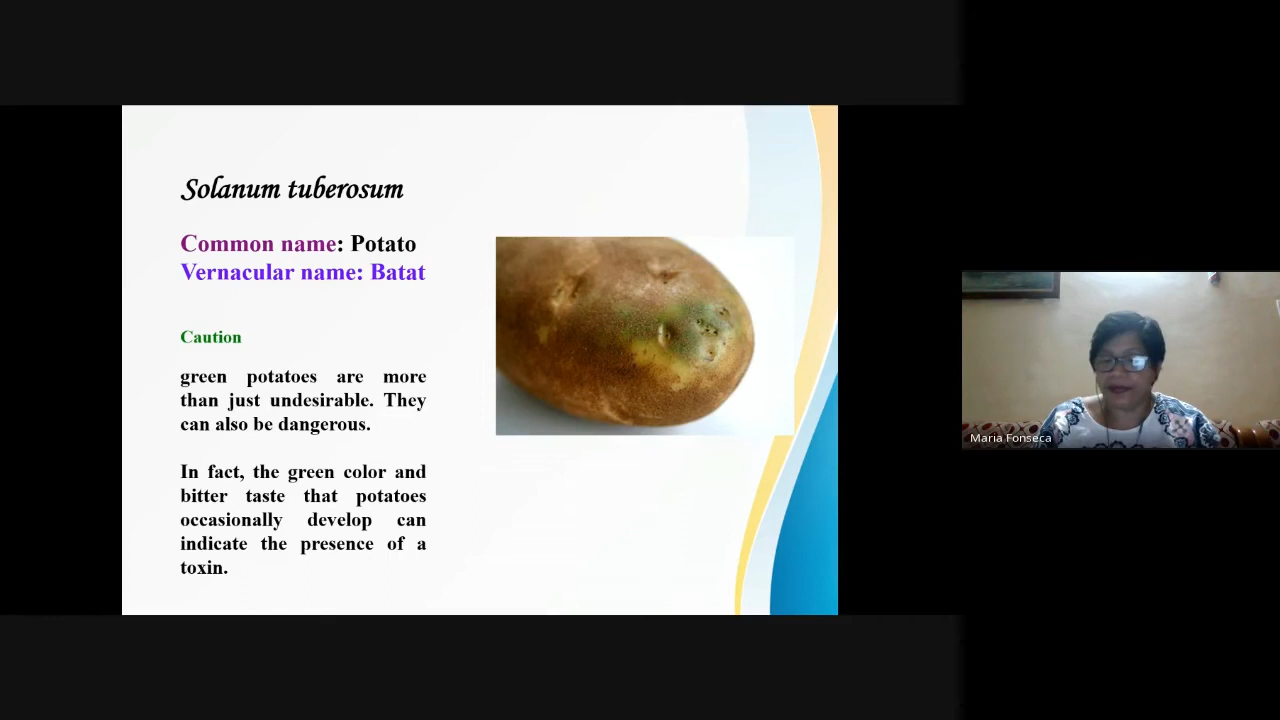 Solanum tuberosum
Common name: Potato
Vernacular name: Batat
Caution
green potatoes are more
than just undesirable. They
can also be dangerous.
In fact, the green color and
bitter taste that potatoes
occasionally develop can
indicate the presence of a
toxin.
Maria Fonseca